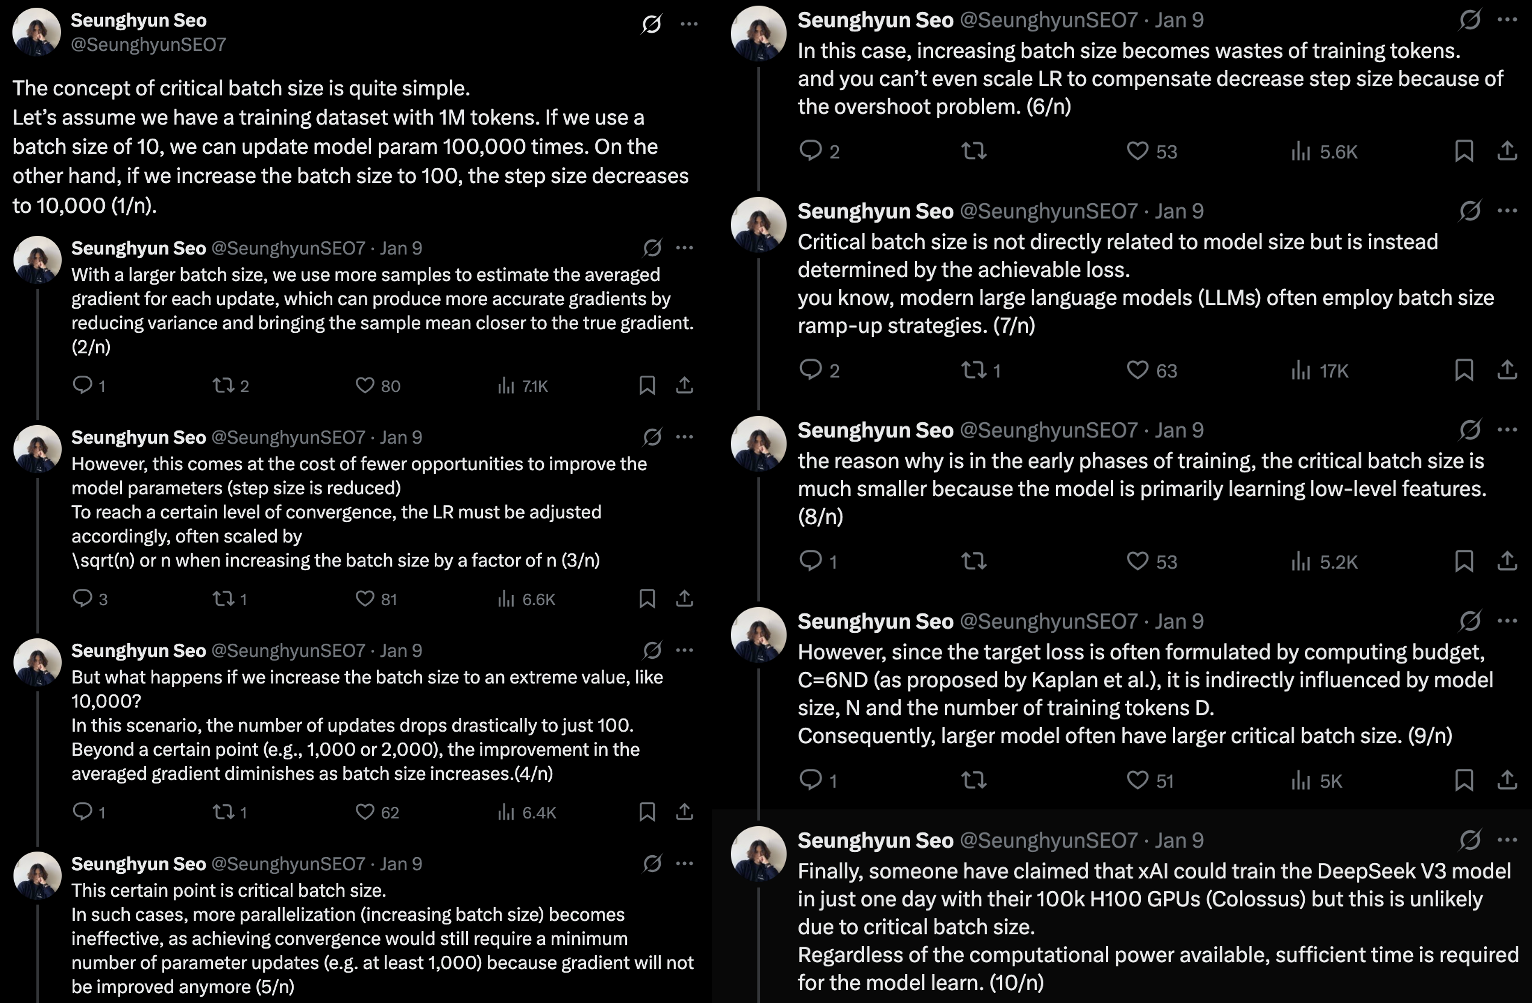 Seunghyun Seo
@SeunghyunSEO7
The concept of critical batch size is quite simple.
Let's assume we have a training dataset with 1M tokens. If we use a
batch size of 10, we can update model param 100,000 times. On the
other hand, if we increase the batch size to 100, the step size decreases
to 10,000 (1/n).
Seunghyun Seo @SeunghyunSEO7 · Jan 9
With a larger batch size, we use more samples to estimate the averaged
gradient for each update, which can produce more accurate gradients by
reducing variance and bringing the sample mean closer to the true gradient.
(2/n)
1 2 80 7.1K
Seunghyun Seo @SeunghyunSEO7 · Jan 9
However, this comes at the cost of fewer opportunities to improve the
model parameters (step size is reduced)
To reach a certain level of convergence, the LR must be adjusted
accordingly, often scaled by
\sqrt(n) or n when increasing the batch size by a factor of n (3/n)
3 1 81 6.6K
Seunghyun Seo @SeunghyunSEO7 · Jan 9
But what happens if we increase the batch size to an extreme value, like
10,000?
In this scenario, the number of updates drops drastically to just 100.
Beyond a certain point (e.g., 1,000 or 2,000), the improvement in the
averaged gradient diminishes as batch size increases.(4/n)
1 1 62 6.4K
Seunghyun Seo @SeunghyunSEO7 · Jan 9
This certain point is critical batch size.
In such cases, more parallelization (increasing batch size) becomes
ineffective, as achieving convergence would still require a minimum
number of parameter updates (e.g. at least 1,000) because gradient will not
be improved anymore (5/n)
Seunghyun Seo @SeunghyunSEO7 · Jan 9
In this case, increasing batch size becomes wastes of training tokens.
and you can't even scale LR to compensate decrease step size because of
the overshoot problem. (6/n)
2 53 5.6K
Seunghyun Seo @SeunghyunSEO7 · Jan 9
Critical batch size is not directly related to model size but is instead
determined by the achievable loss.
you know, modern large language models (LLMs) often employ batch size
ramp-up strategies. (7/n)
2 1 63 17K
Seunghyun Seo @SeunghyunSEO7 · Jan 9
the reason why is in the early phases of training, the critical batch size is
much smaller because the model is primarily learning low-level features.
(8/n)
1 53 5.2K
Seunghyun Seo @SeunghyunSEO7 · Jan 9
However, since the target loss is often formulated by computing budget,
C=6ND (as proposed by Kaplan et al.), it is indirectly influenced by model
size, N and the number of training tokens D.
Consequently, larger model often have larger critical batch size. (9/n)
1 51 5K
Seunghyun Seo @SeunghyunSEO7 · Jan 9
Finally, someone have claimed that xAI could train the DeepSeek V3 model
in just one day with their 100k H100 GPUs (Colossus) but this is unlikely
due to critical batch size.
Regardless of the computational power available, sufficient time is required
for the model learn. (10/n)